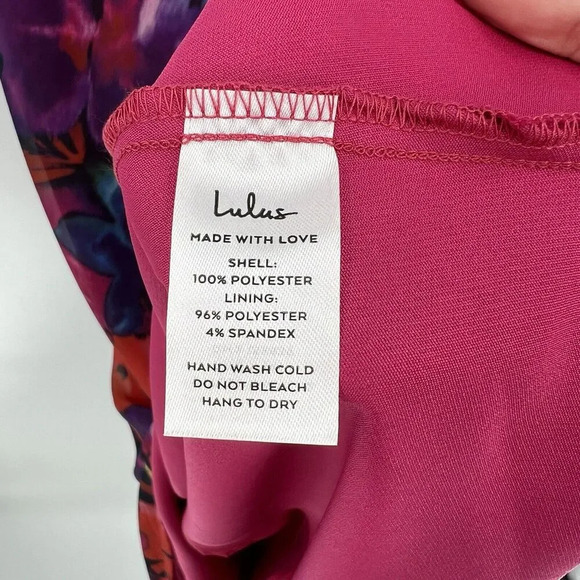 Lulus
MADE WITH LOVE
SHELL:
100% POLYESTER
LINING:
96% POLYESTER
4% SPANDEX
HAND WASH COLD
DO NOT BLEACH
HANG TO DRY